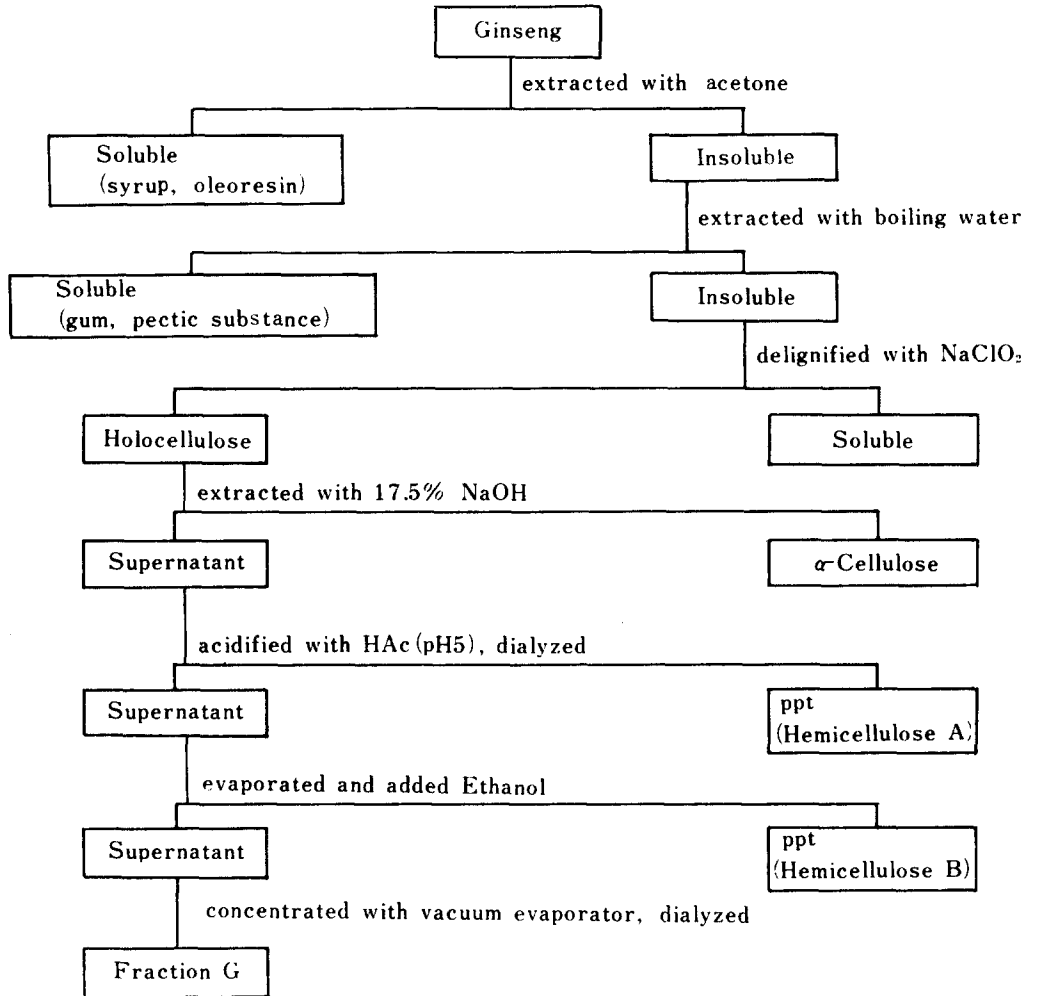 Ginseng
extracted with acetone
Soluble
(syrup, oleoresin)
Insoluble
extracted with boiling water
Soluble
(gum, pectic substance)
Insoluble
delignified with NaClO₂
Holocellulose
Soluble
extracted with 17.5% NaOH
Supernatant
α-Cellulose
acidified with HAc(pH5), dialyzed
Supernatant
ppt
(Hemicellulose A)
evaporated and added Ethanol
Supernatant
ppt
(Hemicellulose B)
concentrated with vacuum evaporator, dialyzed
Fraction G